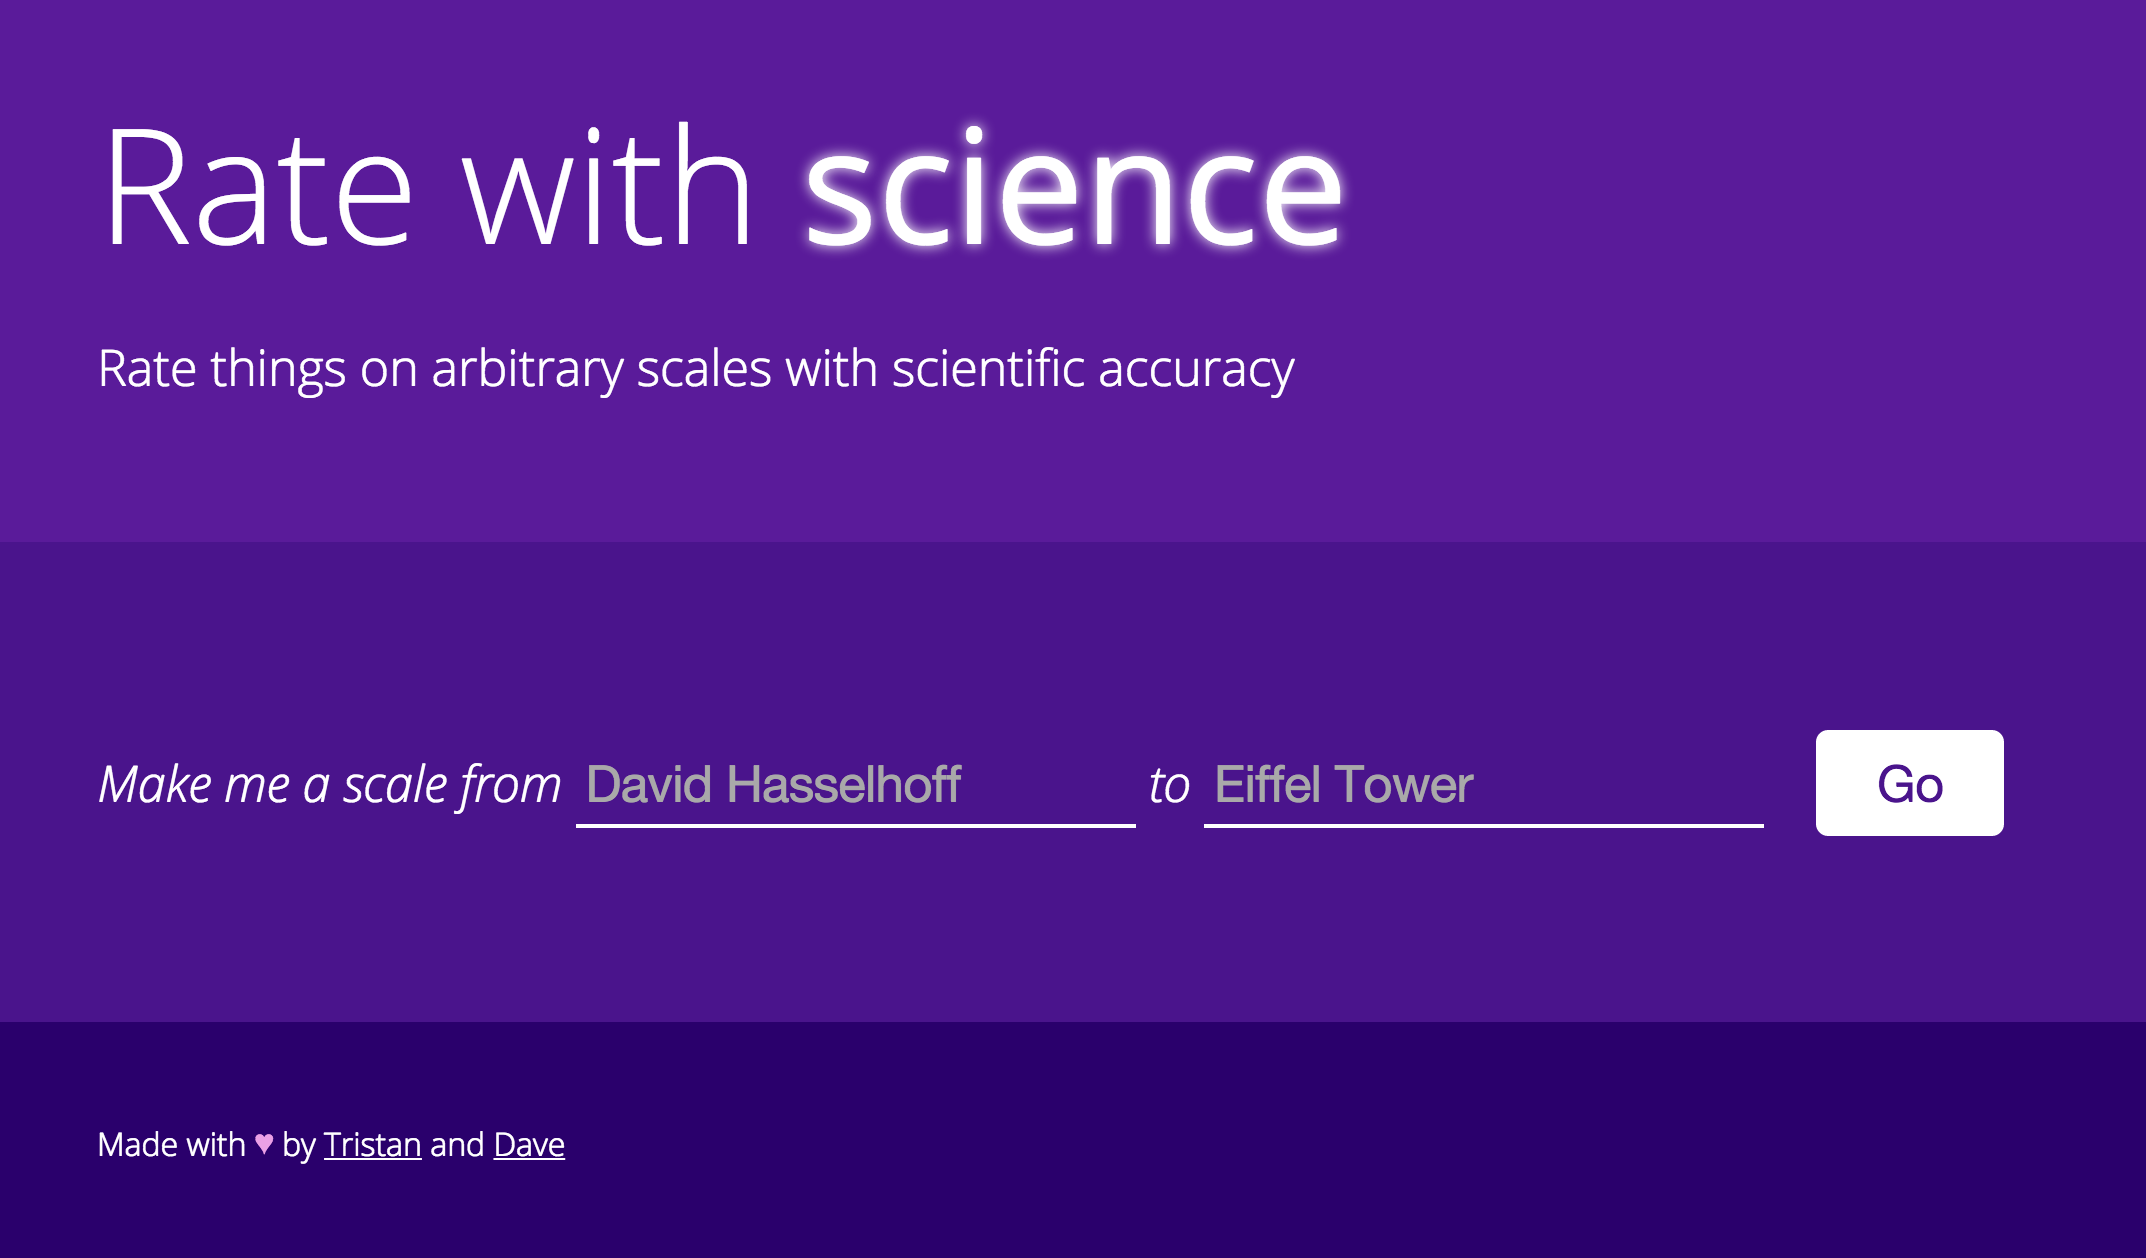 Rate with science
Rate things on arbitrary scales with scientific accuracy
Make me a scale from David Hasselhoff to Eiffel Tower Go
Made with ♥ by Tristan and Dave